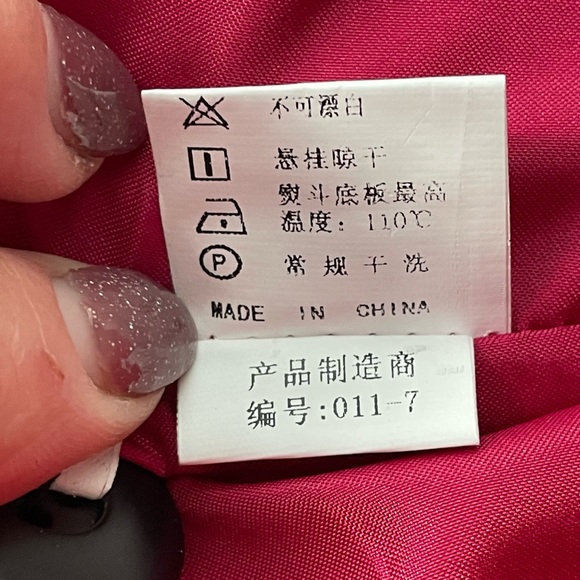 不可漂白
悬挂晾干
熨斗底板最高
温度：110℃
P 常规干洗
MADE IN CHINA
产品制造商
编号:011-7